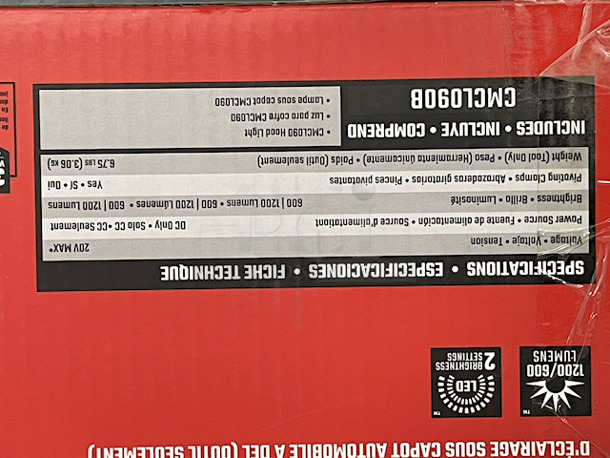 D'ÉCLAIRAGE SOUS CAPOT AUTOMOBILE À DEL (OUTIL SEULEMENT)
1200/600
LUMENS
™
LED
2
BRIGHTNESS
SETTINGS
™
SPECIFICATIONS • ESPECIFICACIONES • FICHE TECHNIQUE
Voltage • Voltaje • Tension 20V MAX*
Power Source • Fuente de alimentación • Source d'alimentation DC Only • Solo CC • CC Seulement
Brightness • Brillo • Luminosité 600 | 1200 Lumens • 600 | 1200 Lúmenes • 600 | 1200 Lumens
Pivoting Clamps • Abrazaderas giratorias • Pinces pivotantes Yes • Sí • Oui
Weight (Tool Only) • Peso (Herramienta únicamente) • Poids (Outil seulement) 6.75 LBS (3.06 KG)
INCLUDES • INCLUYE • COMPREND
CMCL090B
• CMCL090 Hood Light
• Luz para cofre CMCL090
• Lampe sous capot CMCL090